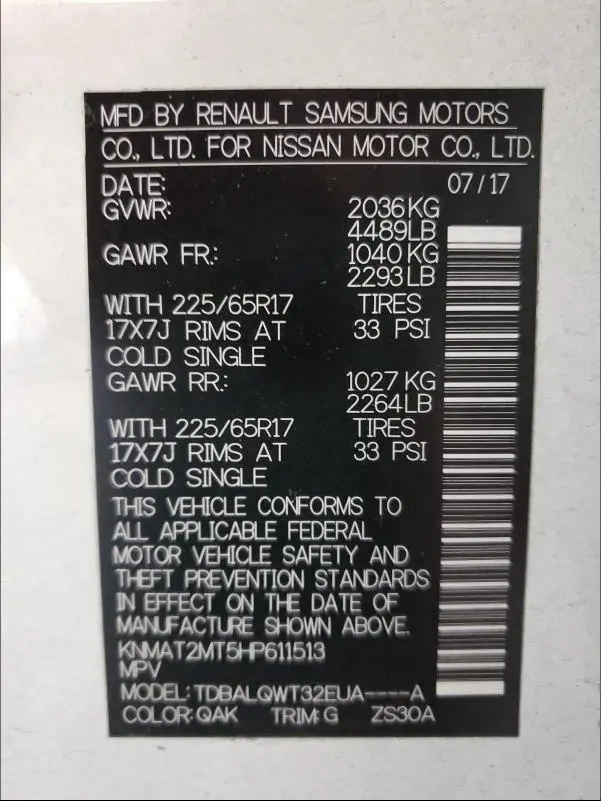 MFD BY RENAULT SAMSUNG MOTORS
CO., LTD. FOR NISSAN MOTOR CO., LTD.
DATE: 07/17
GVWR: 2036KG
4489LB
GAWR FR.: 1040KG
2293LB
WITH 225/65R17 TIRES
17X7J RIMS AT 33 PSI
COLD SINGLE
GAWR RR.: 1027 KG
2264LB
WITH 225/65R17 TIRES
17X7J RIMS AT 33 PSI
COLD SINGLE
THIS VEHICLE CONFORMS TO
ALL APPLICABLE FEDERAL
MOTOR VEHICLE SAFETY AND
THEFT PREVENTION STANDARDS
IN EFFECT ON THE DATE OF
MANUFACTURE SHOWN ABOVE.
KNMAT2MT5HP611513
MPV
MODEL: TDBALQWT32EUA----A
COLOR: QAK TRIM: G ZS30A